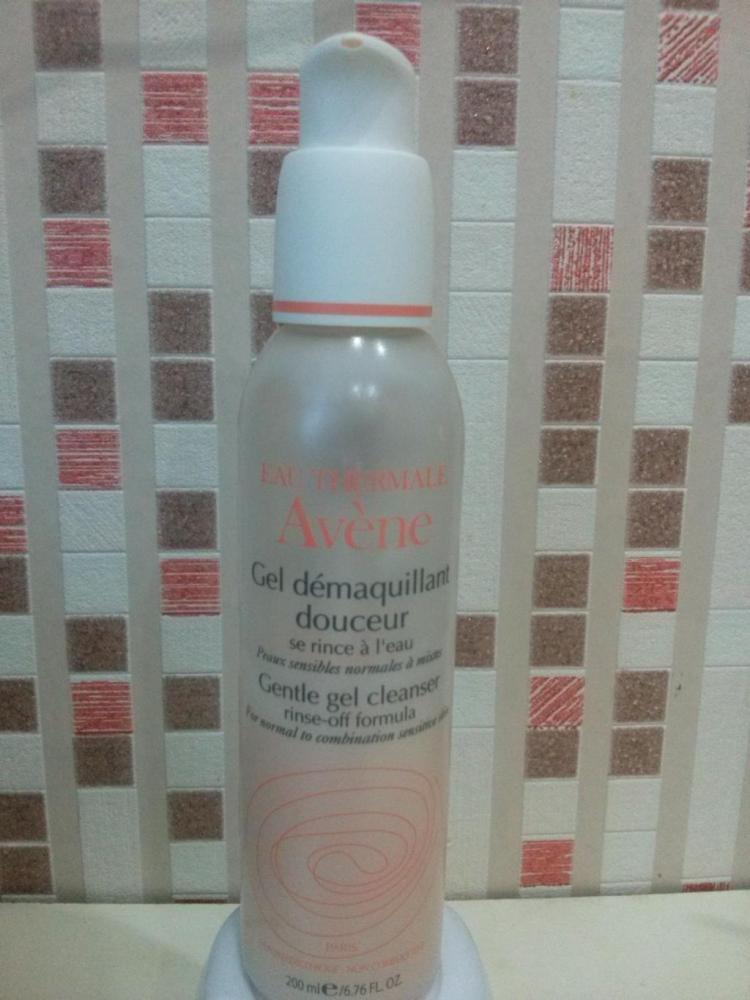 EAU THERMALE
Avène
Gel démaquillant
douceur
se rince à l'eau
Peaux sensibles normales à mixtes
Gentle gel cleanser
rinse-off formula
For normal to combination sensitive skin
PARIS
200 ml e/6.76 FL. OZ